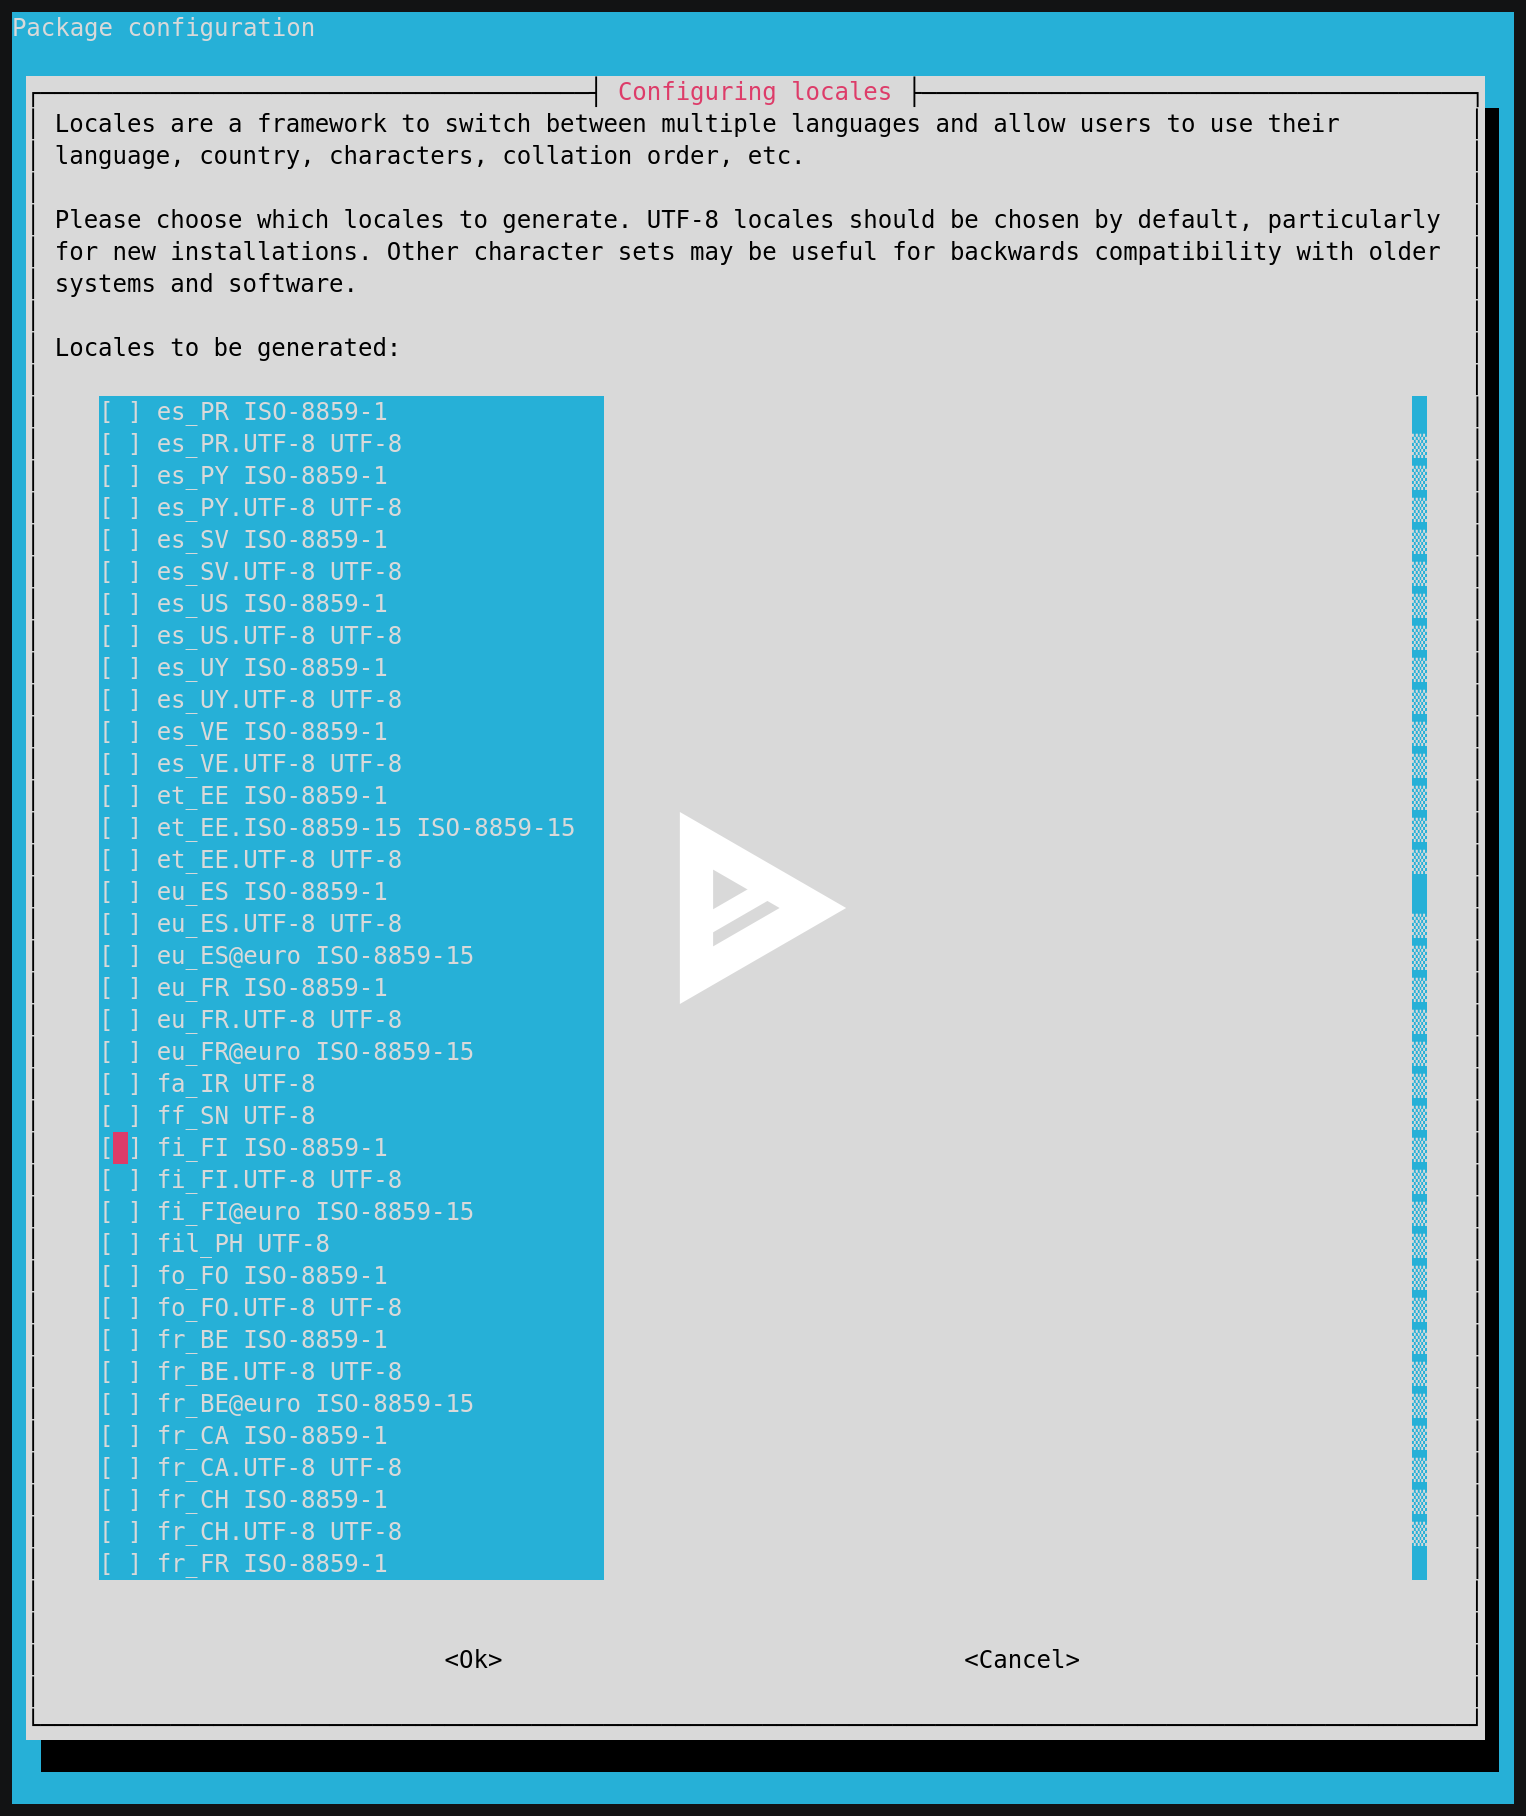 Package configuration
Configuring locales
Locales are a framework to switch between multiple languages and allow users to use their
language, country, characters, collation order, etc.
Please choose which locales to generate. UTF-8 locales should be chosen by default, particularly
for new installations. Other character sets may be useful for backwards compatibility with older
systems and software.
Locales to be generated:
[ ] es_PR ISO-8859-1
[ ] es_PR.UTF-8 UTF-8
[ ] es_PY ISO-8859-1
[ ] es_PY.UTF-8 UTF-8
[ ] es_SV ISO-8859-1
[ ] es_SV.UTF-8 UTF-8
[ ] es_US ISO-8859-1
[ ] es_US.UTF-8 UTF-8
[ ] es_UY ISO-8859-1
[ ] es_UY.UTF-8 UTF-8
[ ] es_VE ISO-8859-1
[ ] es_VE.UTF-8 UTF-8
[ ] et_EE ISO-8859-1
[ ] et_EE.ISO-8859-15 ISO-8859-15
[ ] et_EE.UTF-8 UTF-8
[ ] eu_ES ISO-8859-1
[ ] eu_ES.UTF-8 UTF-8
[ ] eu_ES@euro ISO-8859-15
[ ] eu_FR ISO-8859-1
[ ] eu_FR.UTF-8 UTF-8
[ ] eu_FR@euro ISO-8859-15
[ ] fa_IR UTF-8
[ ] ff_SN UTF-8
[ ] fi_FI ISO-8859-1
[ ] fi_FI.UTF-8 UTF-8
[ ] fi_FI@euro ISO-8859-15
[ ] fil_PH UTF-8
[ ] fo_FO ISO-8859-1
[ ] fo_FO.UTF-8 UTF-8
[ ] fr_BE ISO-8859-1
[ ] fr_BE.UTF-8 UTF-8
[ ] fr_BE@euro ISO-8859-15
[ ] fr_CA ISO-8859-1
[ ] fr_CA.UTF-8 UTF-8
[ ] fr_CH ISO-8859-1
[ ] fr_CH.UTF-8 UTF-8
[ ] fr_FR ISO-8859-1
<Ok> <Cancel>